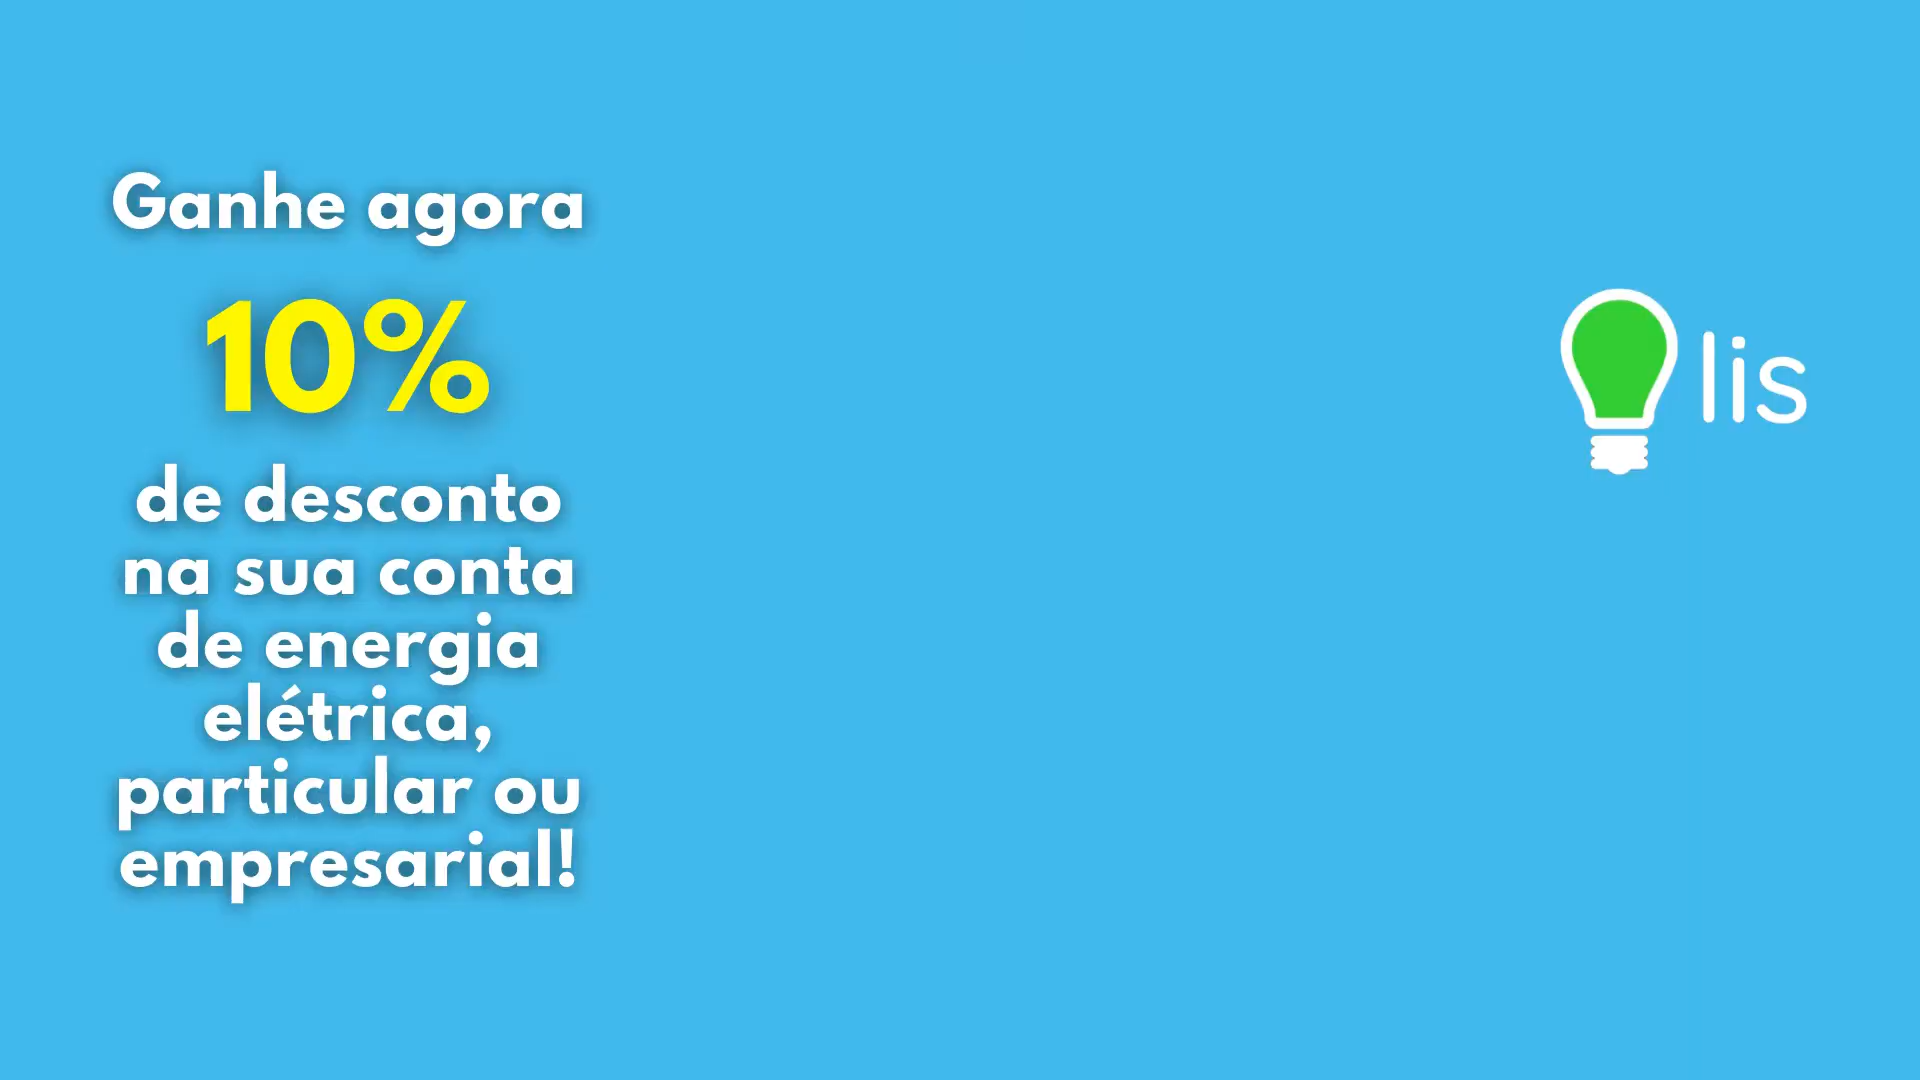 Ganhe agora
10%
de desconto
na sua conta
de energia
elétrica,
particular ou
empresarial!
lis